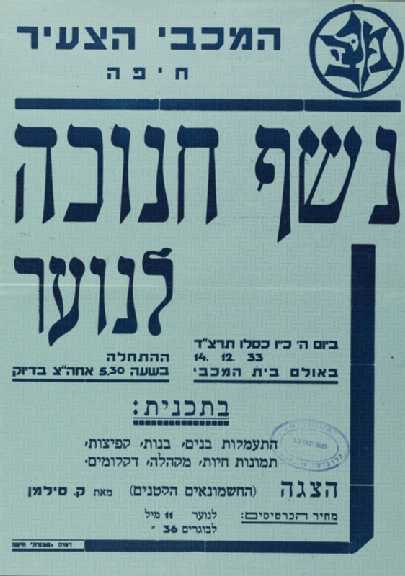 המכבי הצעיר
חיפה
נשף חנוכה
לנוער
ביום ה׳ כ״ו כסלו תרצ״ד
14. 12. 33
באולם בית המכבי
ההתחלה
בשעה 5.30 אחה״צ בדיוק
בתכנית:
התעמלות בנים, בנות, קפיצות,
תמונות חיות, מקהלה, דקלומים.
הצגה (החשמונאים הקטנים) מאת ק. סילמן
מחיר הכרטיסים: לנוער 11 מיל
לבוגרים 36 "